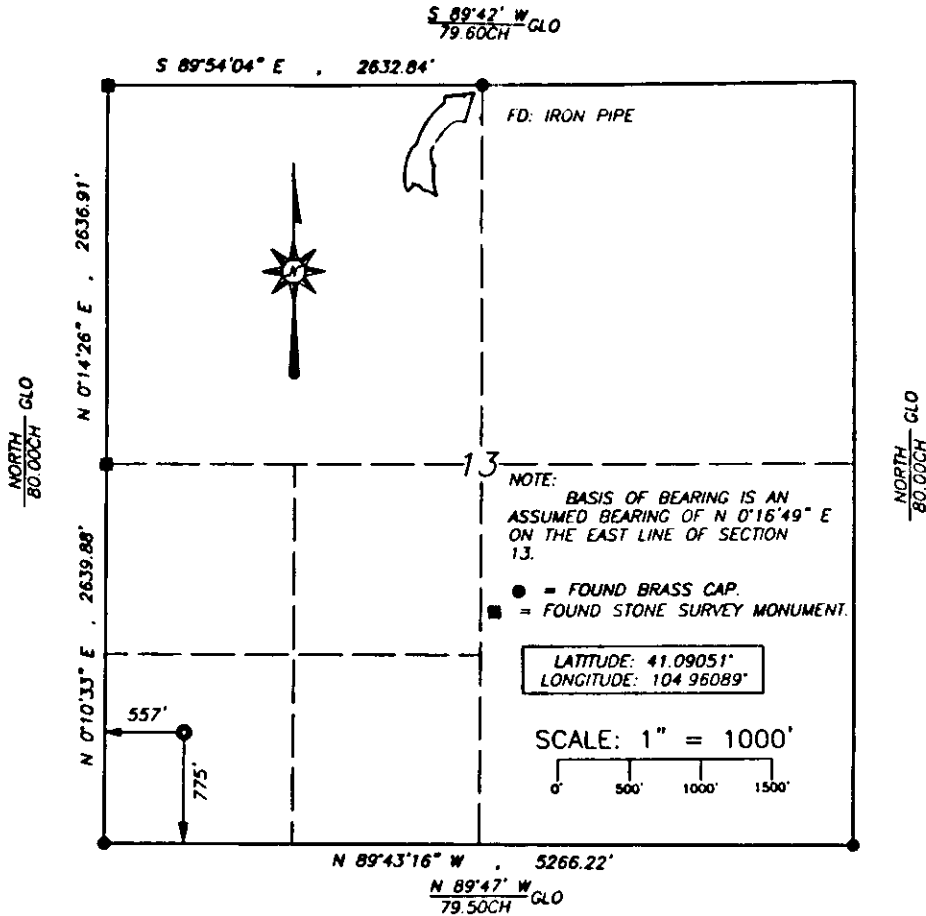 S 89°42' W
79.60CH GLO
S 89°54'04" E , 2632.84'
FD: IRON PIPE
N 0°14'26" E , 2636.91'
N
NORTH
80.00CH GLO
NORTH
80.00CH GLO
13
NOTE:
BASIS OF BEARING IS AN
ASSUMED BEARING OF N 0°16'49" E
ON THE EAST LINE OF SECTION
13.
● = FOUND BRASS CAP.
■ = FOUND STONE SURVEY MONUMENT.
N 0°10'33" E , 2639.88'
LATITUDE: 41.09051°
LONGITUDE: 104 96089°
557'
775'
SCALE: 1" = 1000'
0' 500' 1000' 1500'
N 89°43'16" W , 5266.22'
N 89°47' W
79.50CH GLO